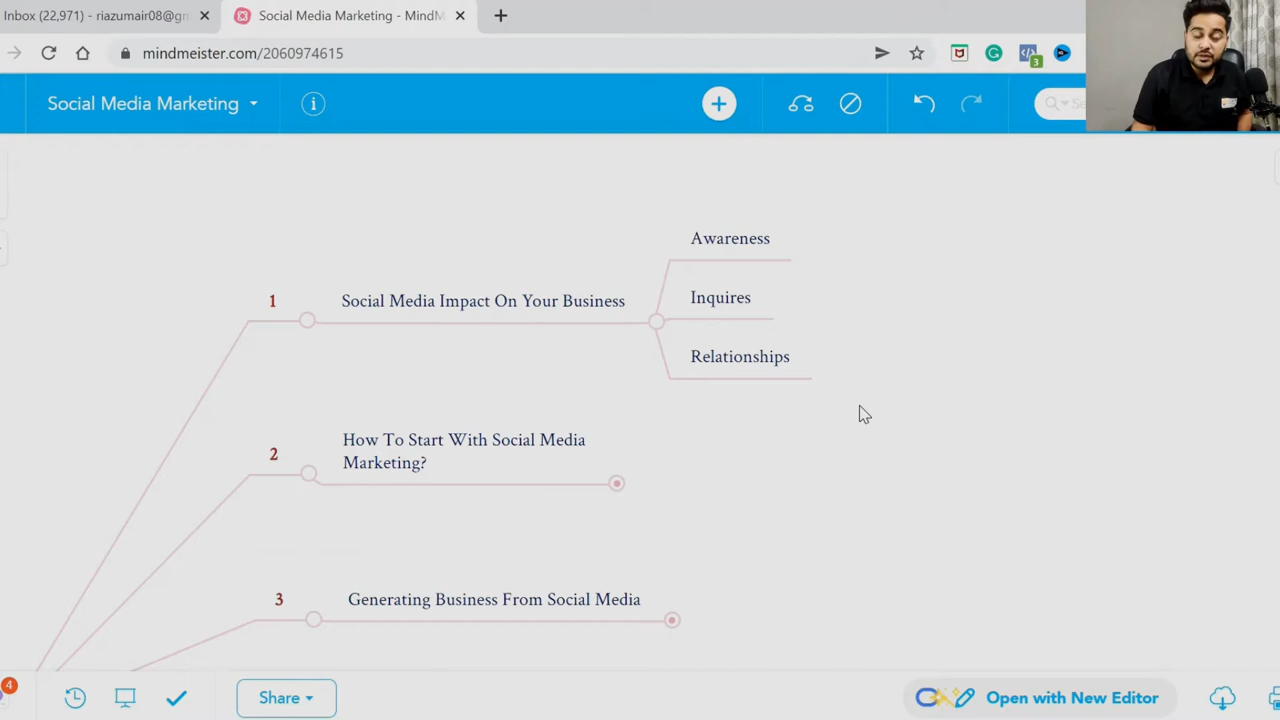 Inbox (22,971) - riazumair08@gm
Social Media Marketing - MindM
mindmeister.com/2060974615
3
Social Media Marketing
Awareness
1
Social Media Impact On Your Business
Inquires
Relationships
2
How To Start With Social Media
Marketing?
3
Generating Business From Social Media
4
Share
Open with New Editor